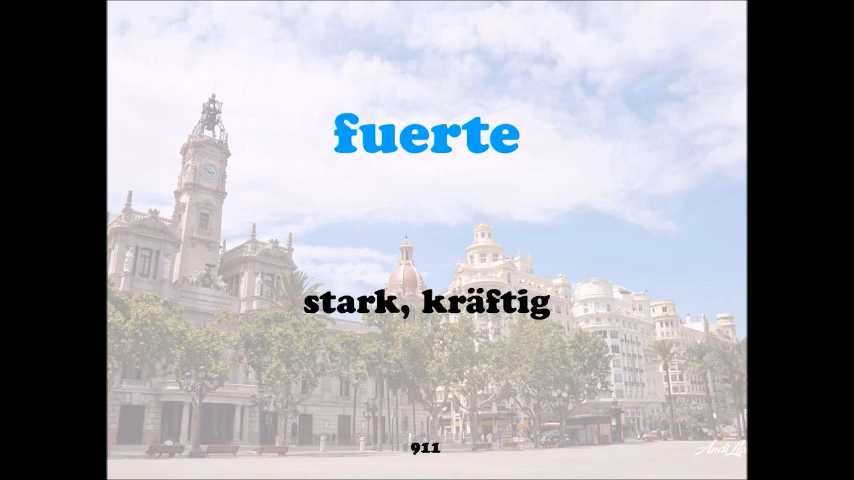 fuerte
stark, kräftig
911